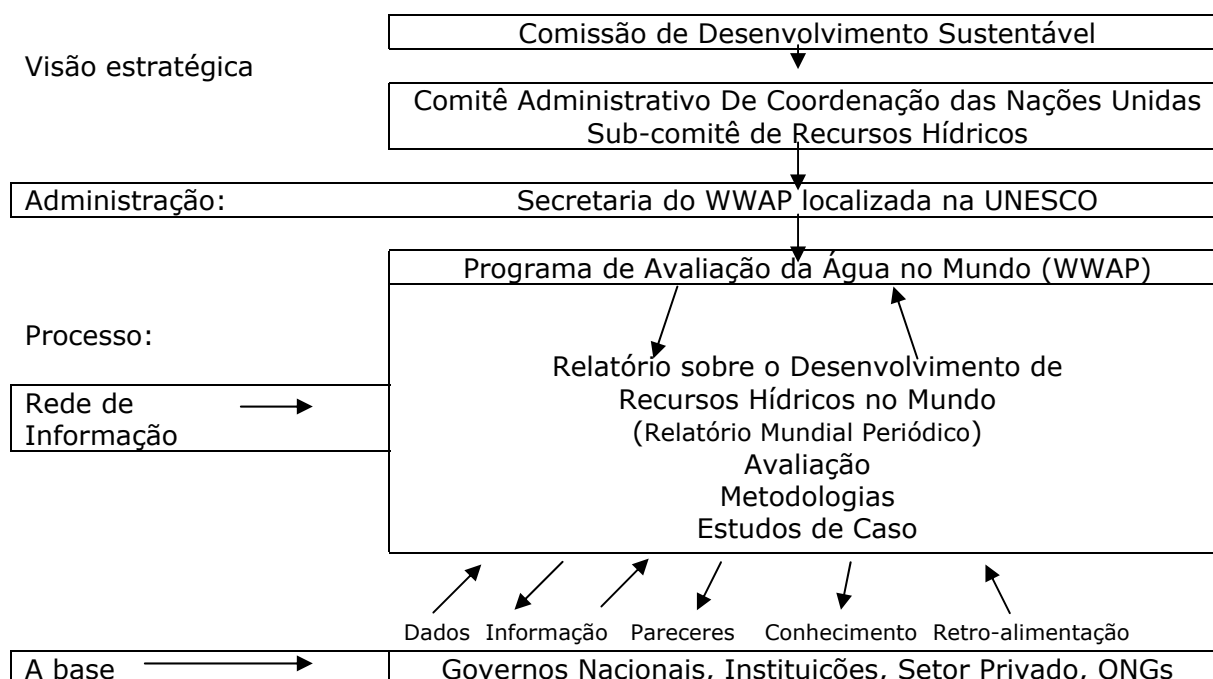 Comissão de Desenvolvimento Sustentável
Visão estratégica
Comitê Administrativo De Coordenação das Nações Unidas
Sub-comitê de Recursos Hídricos
Administração: Secretaria do WWAP localizada na UNESCO
Programa de Avaliação da Água no Mundo (WWAP)
Processo:
Relatório sobre o Desenvolvimento de
Recursos Hídricos no Mundo
(Relatório Mundial Periódico)
Avaliação
Metodologias
Estudos de Caso
Rede de
Informação
Dados Informação Pareceres Conhecimento Retro-alimentação
A base Governos Nacionais, Instituições, Setor Privado, ONGs